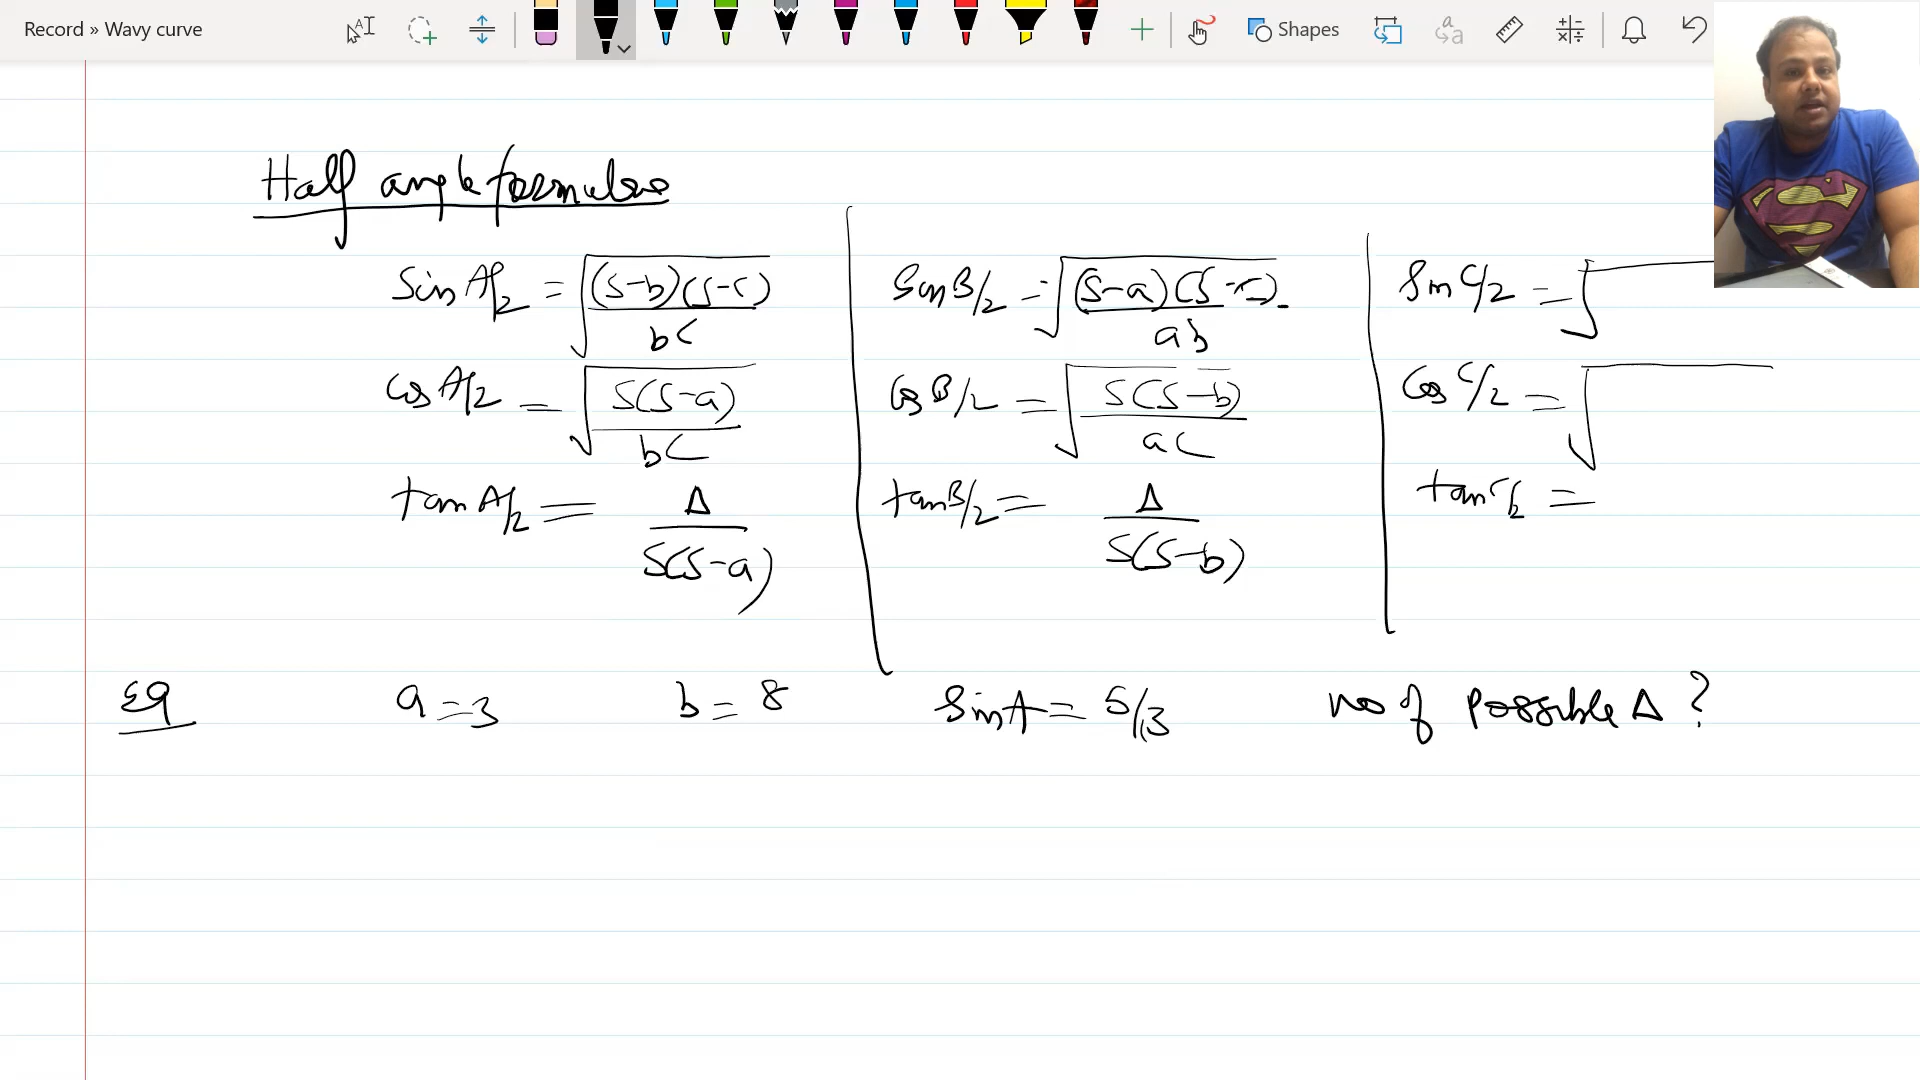 Record » Wavy curve
Shapes
Half angle formulae
Sin A/2 = √((s-b)(s-c)/bc)
Cos A/2 = √(s(s-a)/bc)
tan A/2 = Δ/(s(s-a))
Sin B/2 = √((s-a)(s-c)/ab)
Cos B/2 = √(s(s-b)/ac)
tan B/2 = Δ/(s(s-b))
Sin C/2 = √
Cos C/2 = √
tan C/2 =
Eg a=3 b=8 Sin A = 5/13 no of possible Δ?